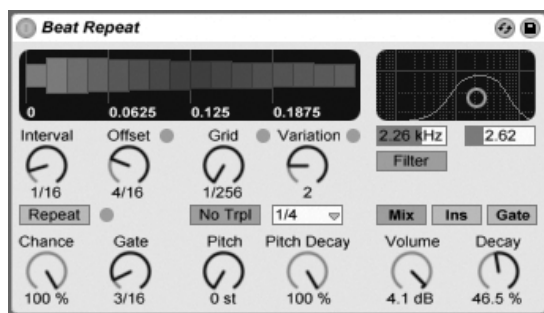 Beat Repeat
0 0.0625 0.125 0.1875
2.26 kHz 2.62
Filter
Interval Offset Grid Variation
1/16 4/16 1/256 2
Repeat No Trpl 1/4 Mix Ins Gate
Chance Gate Pitch Pitch Decay Volume Decay
100 % 3/16 0 st 100 % 4.1 dB 46.5 %